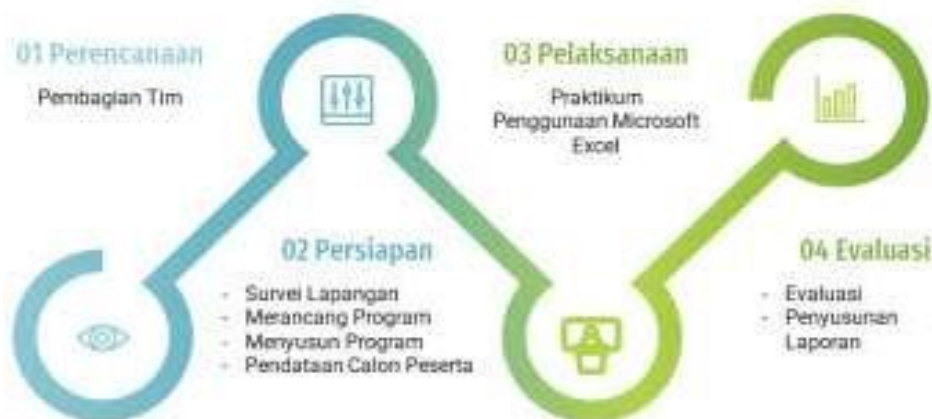 01 Perencanaan
Pembagian Tim
02 Persiapan
- Survei Lapangan
- Merancang Program
- Menyusun Program
- Pendataan Calon Peserta
03 Pelaksanaan
Praktikum
Penggunaan Microsoft
Excel
04 Evaluasi
- Evaluasi
- Penyusunan
Laporan